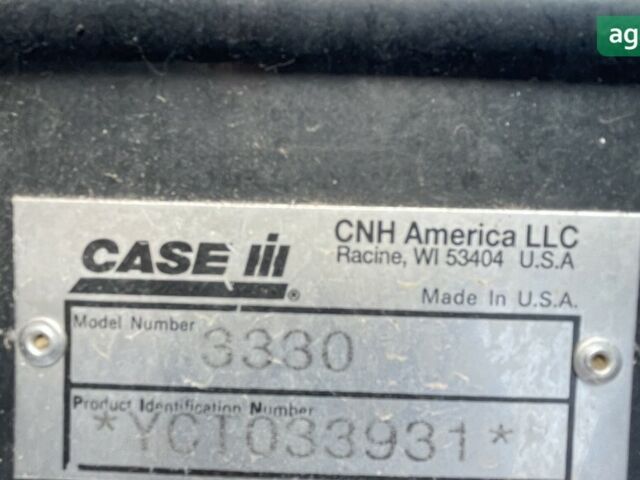 ag
CASE IH
CNH America LLC
Racine, WI 53404 U.S.A
Made In U.S.A.
Model Number 3330
Product Identification Number
*YCT033931*